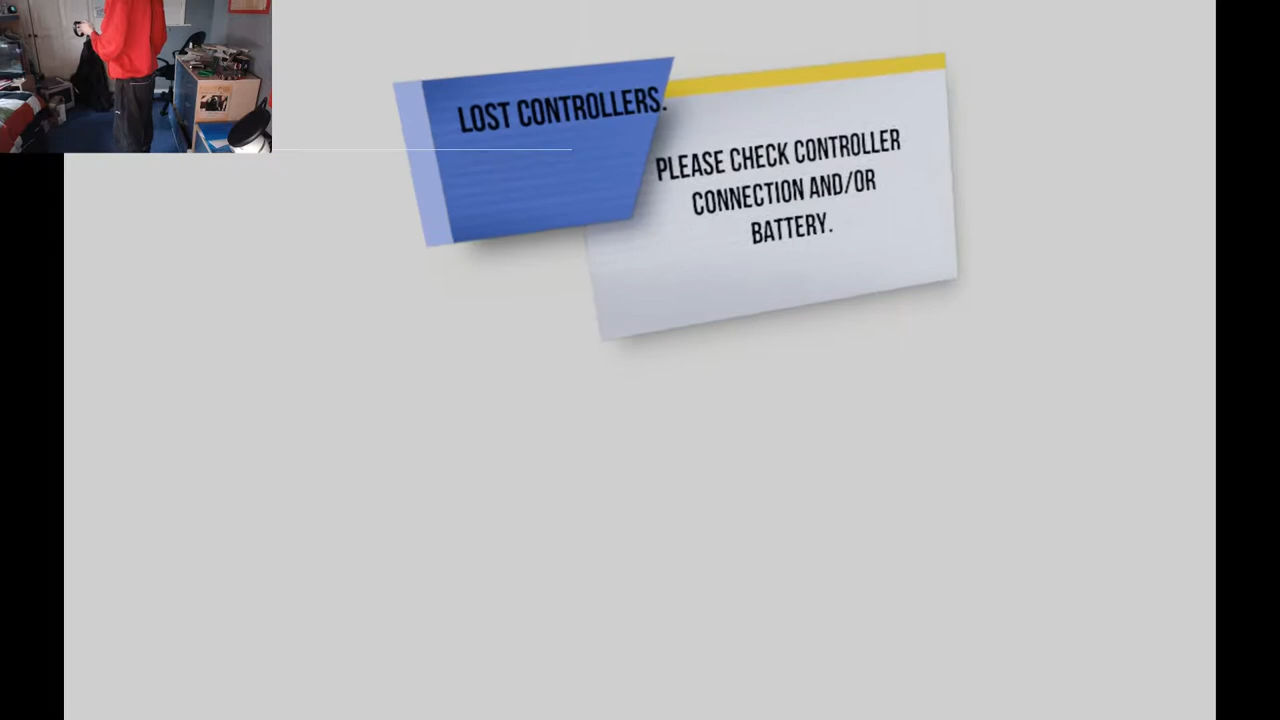 LOST CONTROLLERS.
PLEASE CHECK CONTROLLER
CONNECTION AND/OR
BATTERY.